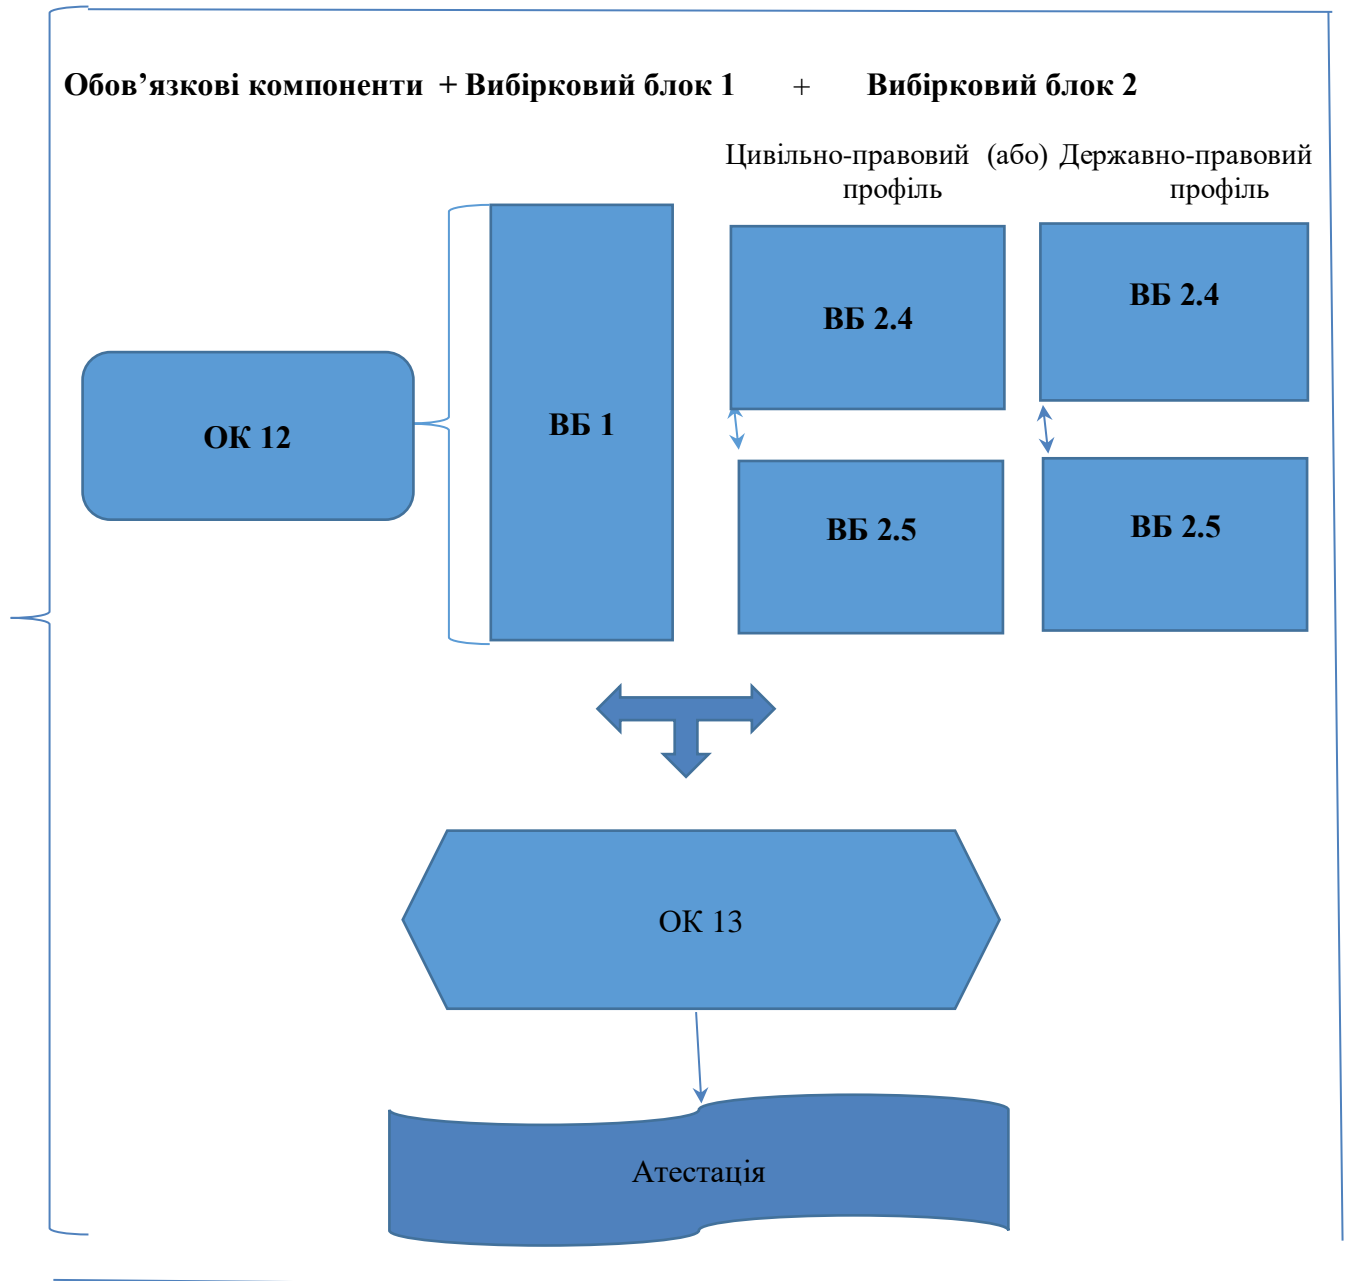 Обов’язкові компоненти + Вибірковий блок 1 + Вибірковий блок 2
Цивільно-правовий (або) Державно-правовий
профіль профіль
ВБ 2.4
ВБ 2.4
ОК 12
ВБ 1
ВБ 2.5
ВБ 2.5
ОК 13
Атестація